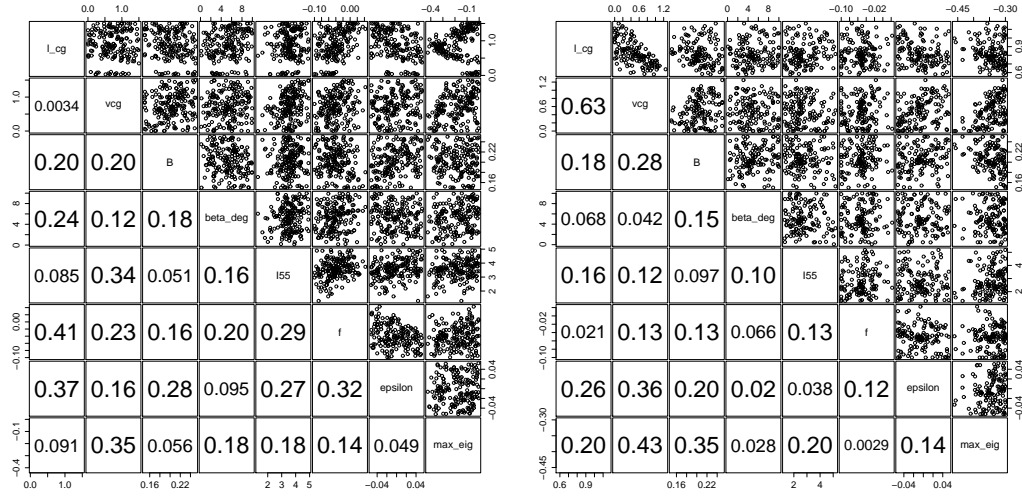 0.0 1.0 0 4 8 −0.10 0.00 −0.4 −0.1
l_cg 0.0 1.0
0.0 1.0 0.0034 vcg
0.20 0.20 B 0.16 0.22
0 4 8 0.24 0.12 0.18 beta_deg
0.085 0.34 0.051 0.16 I55 2 3 4 5
−0.10 0.00 0.41 0.23 0.16 0.20 0.29 f
0.37 0.16 0.28 0.095 0.27 0.32 epsilon −0.04 0.04
−0.4 −0.1 0.091 0.35 0.056 0.18 0.18 0.14 0.049 max_eig
0.0 1.0 0.16 0.22 2 3 4 5 −0.04 0.04
0.0 0.6 1.2 0 4 8 −0.10 −0.02 −0.45 −0.30
l_cg 0.6 0.9
0.0 0.6 1.2 0.63 vcg
0.18 0.28 B 0.16 0.22
0 4 8 0.068 0.042 0.15 beta_deg
0.16 0.12 0.097 0.10 I55 2 4
−0.10 −0.02 0.021 0.13 0.13 0.066 0.13 f
0.26 0.36 0.20 0.02 0.038 0.12 epsilon −0.04 0.04
−0.45 −0.30 0.20 0.43 0.35 0.028 0.20 0.0029 0.14 max_eig
0.6 0.9 0.16 0.22 2 4 −0.04 0.04